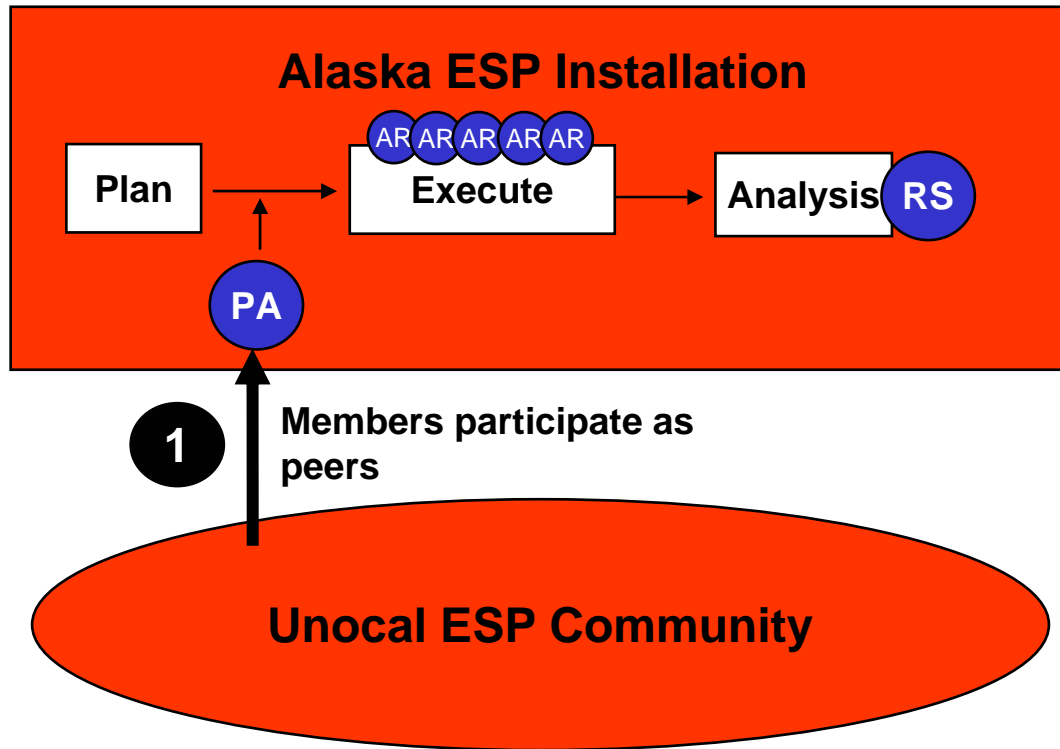 Alaska ESP Installation
AR AR AR AR AR
Plan
Execute
Analysis
RS
PA
1
Members participate as
peers
Unocal ESP Community